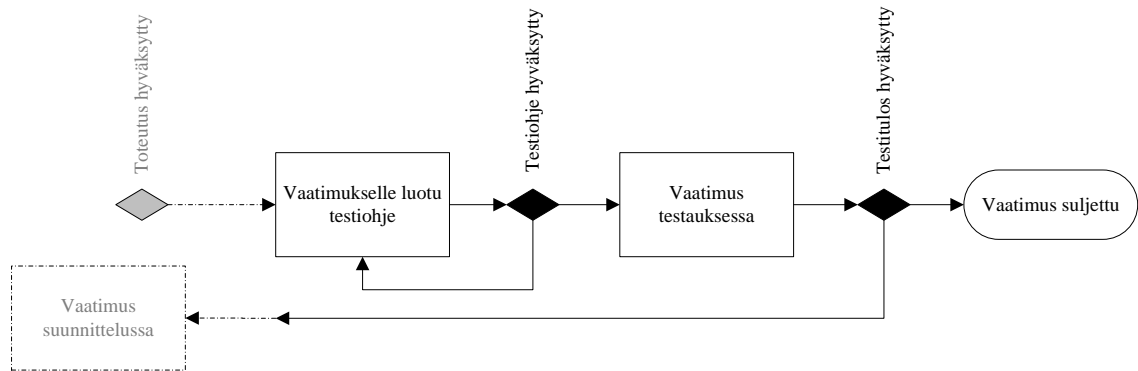 Toteutus hyväksytty
Testiohje hyväksytty
Testitulos hyväksytty
Vaatimukselle luotu
testiohje
Vaatimus
testauksessa
Vaatimus suljettu
Vaatimus
suunnittelussa